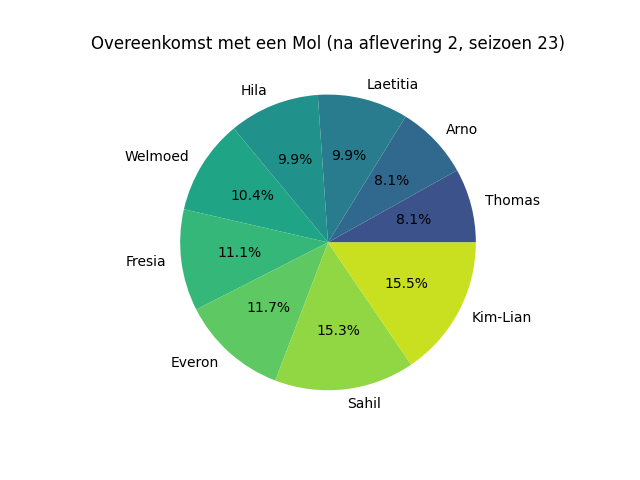 Overeenkomst met een Mol (na aflevering 2, seizoen 23)
Laetitia
Hila
Arno
Welmoed
Thomas
Fresia
Everon
Sahil
Kim-Lian
9.9%
9.9%
8.1%
10.4%
8.1%
11.1%
11.7%
15.3%
15.5%